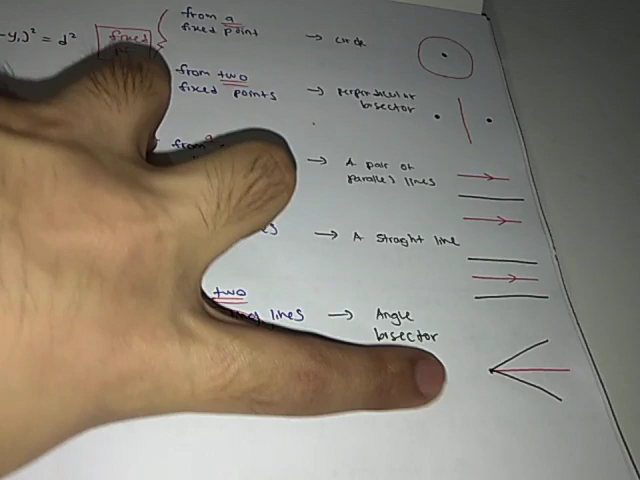 -y,)² = d²
fixed
from a
fixed point → circle
from two
fixed points → perpendicular
bisector
from
→ A pair of
parallel lines
→ A straght line
two
lines → Angle
bisector